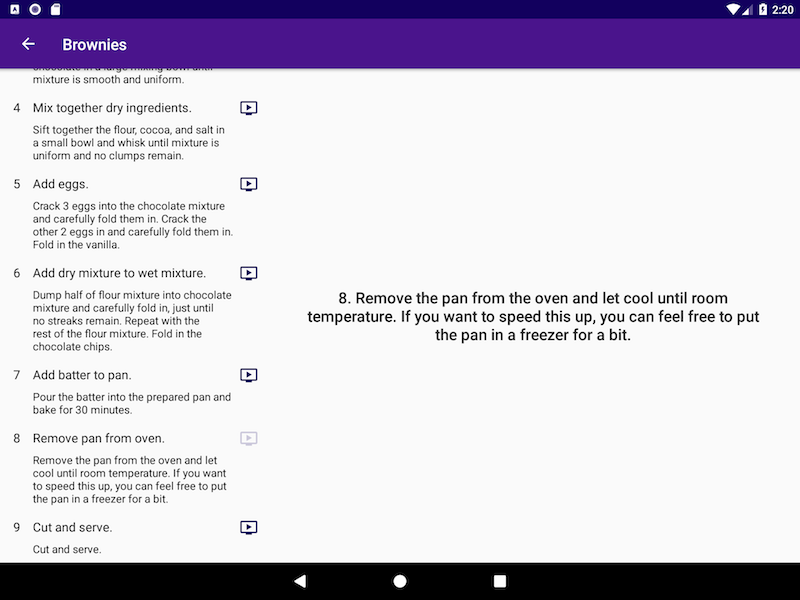 2:20
Brownies
mixture is smooth and uniform.
4 Mix together dry ingredients.
Sift together the flour, cocoa, and salt in
a small bowl and whisk until mixture is
uniform and no clumps remain.
5 Add eggs.
Crack 3 eggs into the chocolate mixture
and carefully fold them in. Crack the
other 2 eggs in and carefully fold them in.
Fold in the vanilla.
6 Add dry mixture to wet mixture.
Dump half of flour mixture into chocolate
mixture and carefully fold in, just until
no streaks remain. Repeat with the
rest of the flour mixture. Fold in the
chocolate chips.
7 Add batter to pan.
Pour the batter into the prepared pan and
bake for 30 minutes.
8 Remove pan from oven.
Remove the pan from the oven and let
cool until room temperature. If you want
to speed this up, you can feel free to put
the pan in a freezer for a bit.
9 Cut and serve.
Cut and serve.
8. Remove the pan from the oven and let cool until room
temperature. If you want to speed this up, you can feel free to put
the pan in a freezer for a bit.